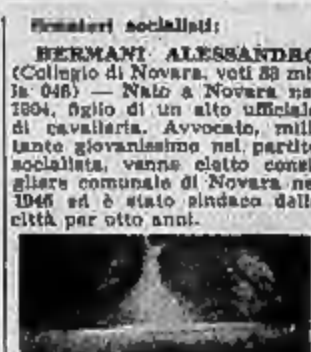 Senatori socialisti:
BERMANI ALESSANDRO
(Collegio di Novara, voti 88 mi
la 046) — Nato a Novara ne
1904, figlio di un alto ufficiale
di cavalleria. Avvocato, mili
tante giovanissimo nel partito
socialista, venne eletto consi
gliere comunale di Novara ne
1946 ed è stato sindaco dell
città per otto anni.